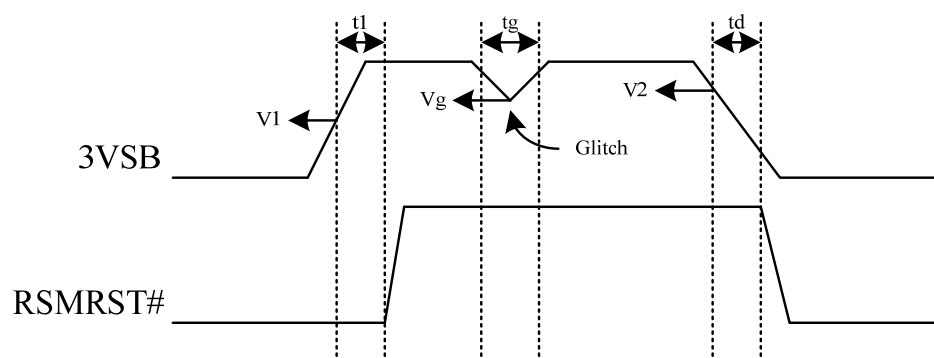 t1
tg
td
V1
Vg
V2
Glitch
3VSB
RSMRST#